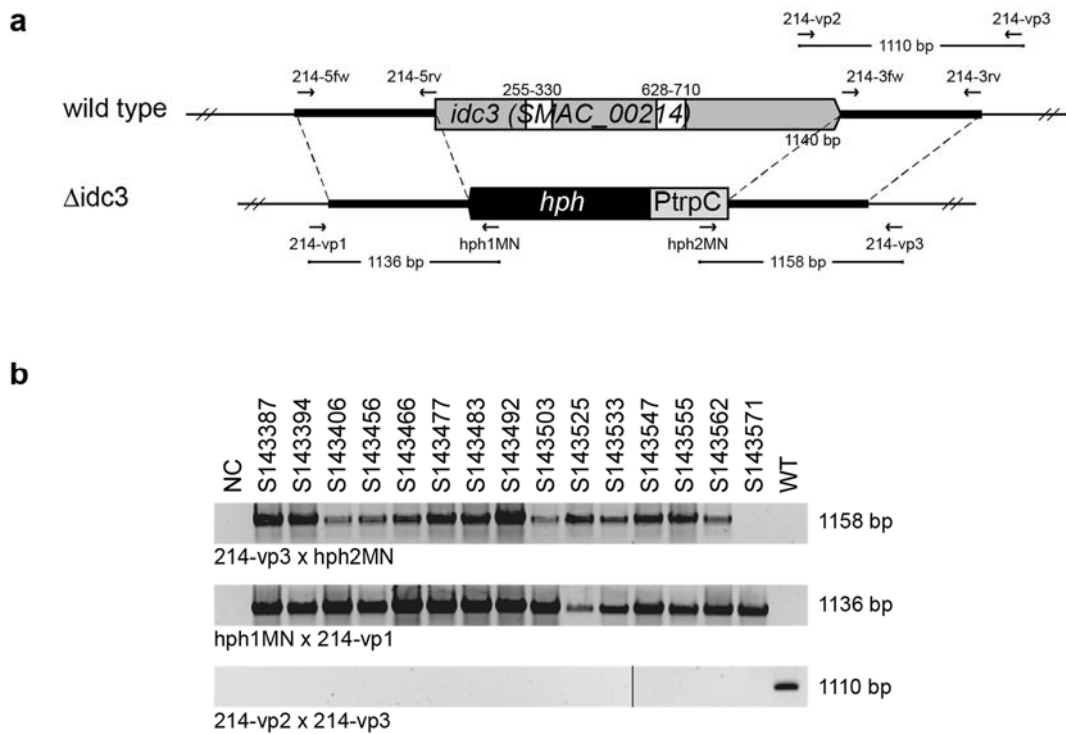 a
214-vp2 214-vp3
1110 bp
214-5fw 214-5rv 255-330 628-710 214-3fw 214-3rv
wild type
idc3 (SMAC_00214)
1140 bp
Δidc3
hph PtrpC
214-vp1 hph1MN hph2MN 214-vp3
1136 bp 1158 bp
b
NC S143387 S143394 S143406 S143456 S143466 S143477 S143483 S143492 S143503 S143525 S143533 S143547 S143555 S143562 S143571 WT
1158 bp
214-vp3 x hph2MN
1136 bp
hph1MN x 214-vp1
1110 bp
214-vp2 x 214-vp3